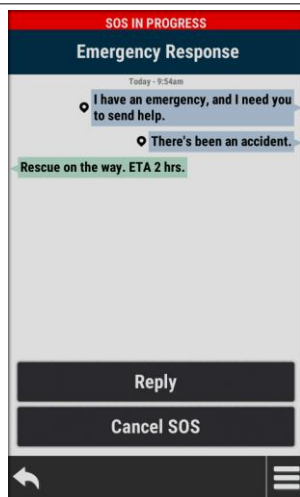 SOS IN PROGRESS
Emergency Response
Today - 9:54am
I have an emergency, and I need you
to send help.
There's been an accident.
Rescue on the way. ETA 2 hrs.
Reply
Cancel SOS